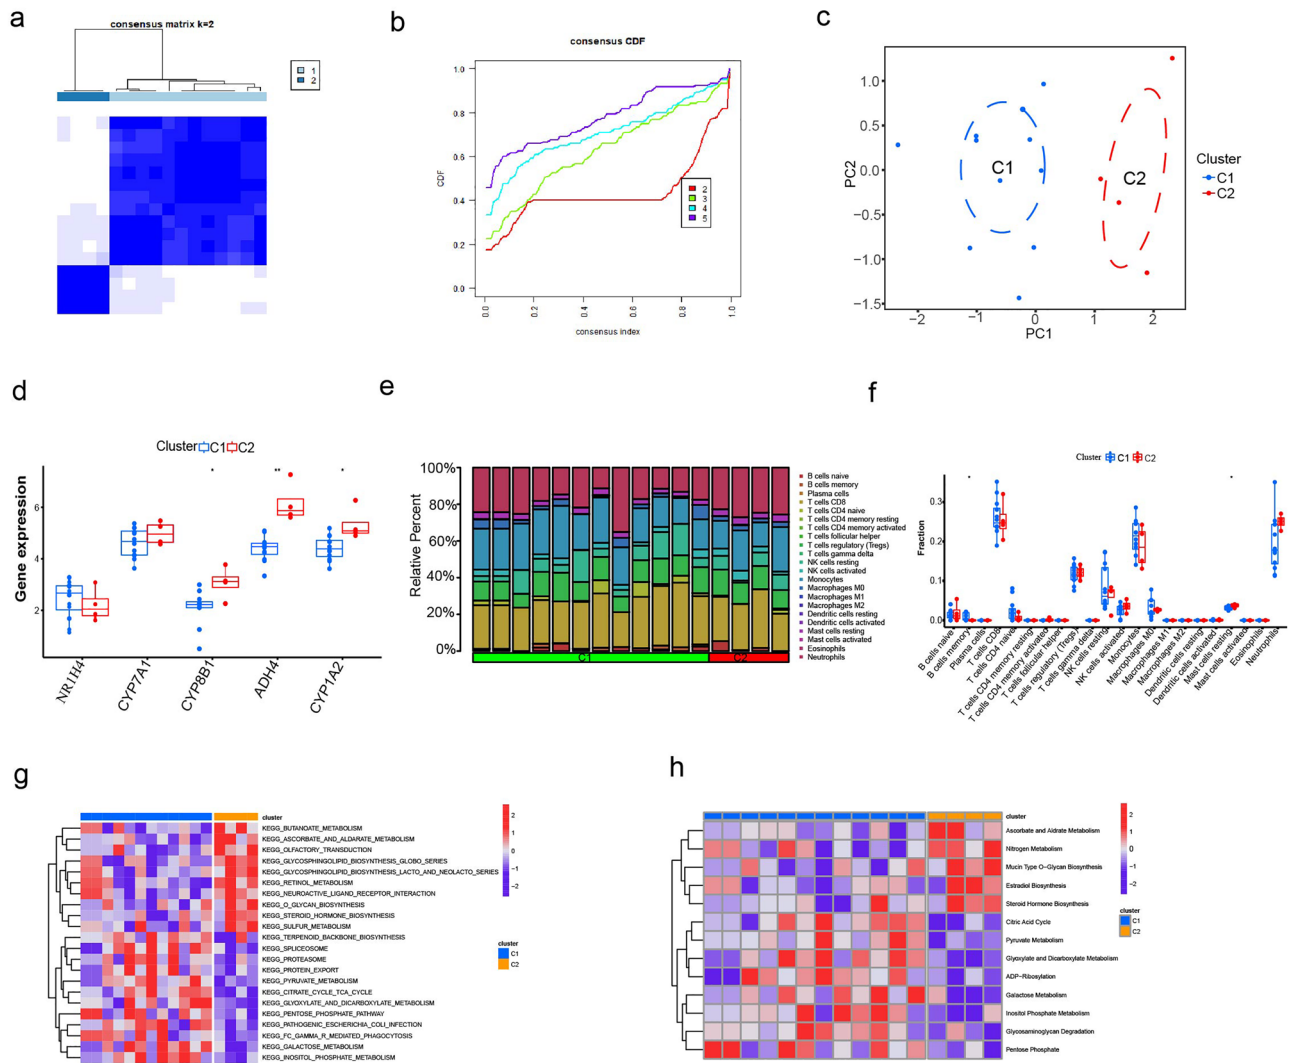 a
consensus matrix k=2
1
2
b
consensus CDF
1.0
0.8
0.6
0.4
0.2
0.0
CDF
2
3
4
5
0.0
0.2
0.4
0.6
0.8
1.0
consensus index
c
1.0
0.5
0.0
−0.5
−1.0
−1.5
PC2
C1
C2
−2
−1
0
1
2
PC1
Cluster
C1
C2
d
Cluster C1 C2
* ** *
6
4
2
Gene expression
NR1H4
CYP7A1
CYP8B1
ADH4
CYP1A2
e
100%
80%
60%
40%
20%
0%
Relative Percent
C1
C2
B cells naive
B cells memory
Plasma cells
T cells CD8
T cells CD4 naive
T cells CD4 memory resting
T cells CD4 memory activated
T cells follicular helper
T cells regulatory (Tregs)
T cells gamma delta
NK cells resting
NK cells activated
Monocytes
Macrophages M0
Macrophages M1
Macrophages M2
Dendritic cells resting
Dendritic cells activated
Mast cells resting
Mast cells activated
Eosinophils
Neutrophils
f
Cluster C1 C2
* *
0.3
0.2
0.1
0.0
Fraction
B cells naive
B cells memory
Plasma cells
T cells CD8
T cells CD4 naive
T cells CD4 memory resting
T cells CD4 memory activated
T cells follicular helper
T cells regulatory (Tregs)
T cells gamma delta
NK cells resting
NK cells activated
Monocytes
Macrophages M0
Macrophages M1
Macrophages M2
Dendritic cells resting
Dendritic cells activated
Mast cells resting
Mast cells activated
Eosinophils
Neutrophils
g
cluster
KEGG_BUTANOATE_METABOLISM
KEGG_ASCORBATE_AND_ALDARATE_METABOLISM
KEGG_OLFACTORY_TRANSDUCTION
KEGG_GLYCOSPHINGOLIPID_BIOSYNTHESIS_GLOBO_SERIES
KEGG_GLYCOSPHINGOLIPID_BIOSYNTHESIS_LACTO_AND_NEOLACTO_SERIES
KEGG_RETINOL_METABOLISM
KEGG_NEUROACTIVE_LIGAND_RECEPTOR_INTERACTION
KEGG_O_GLYCAN_BIOSYNTHESIS
KEGG_STEROID_HORMONE_BIOSYNTHESIS
KEGG_SULFUR_METABOLISM
KEGG_TERPENOID_BACKBONE_BIOSYNTHESIS
KEGG_SPLICEOSOME
KEGG_PROTEASOME
KEGG_PROTEIN_EXPORT
KEGG_PYRUVATE_METABOLISM
KEGG_CITRATE_CYCLE_TCA_CYCLE
KEGG_GLYOXYLATE_AND_DICARBOXYLATE_METABOLISM
KEGG_PENTOSE_PHOSPHATE_PATHWAY
KEGG_PATHOGENIC_ESCHERICHIA_COLI_INFECTION
KEGG_FC_GAMMA_R_MEDIATED_PHAGOCYTOSIS
KEGG_GALACTOSE_METABOLISM
KEGG_INOSITOL_PHOSPHATE_METABOLISM
2
1
0
−1
−2
cluster
C1
C2
h
cluster
Ascorbate and Aldrate Metabolism
Nitrogen Metabolism
Mucin Type O−Glycan Biosynthesis
Estradiol Biosynthesis
Steroid Hormone Biosynthesis
Citric Acid Cycle
Pyruvate Metabolism
Glyoxylate and Dicarboxylate Metabolism
ADP−Ribosylation
Galactose Metabolism
Inositol Phosphate Metabolism
Glycosaminoglycan Degradation
Pentose Phosphate
2
1
0
−1
−2
cluster
C1
C2